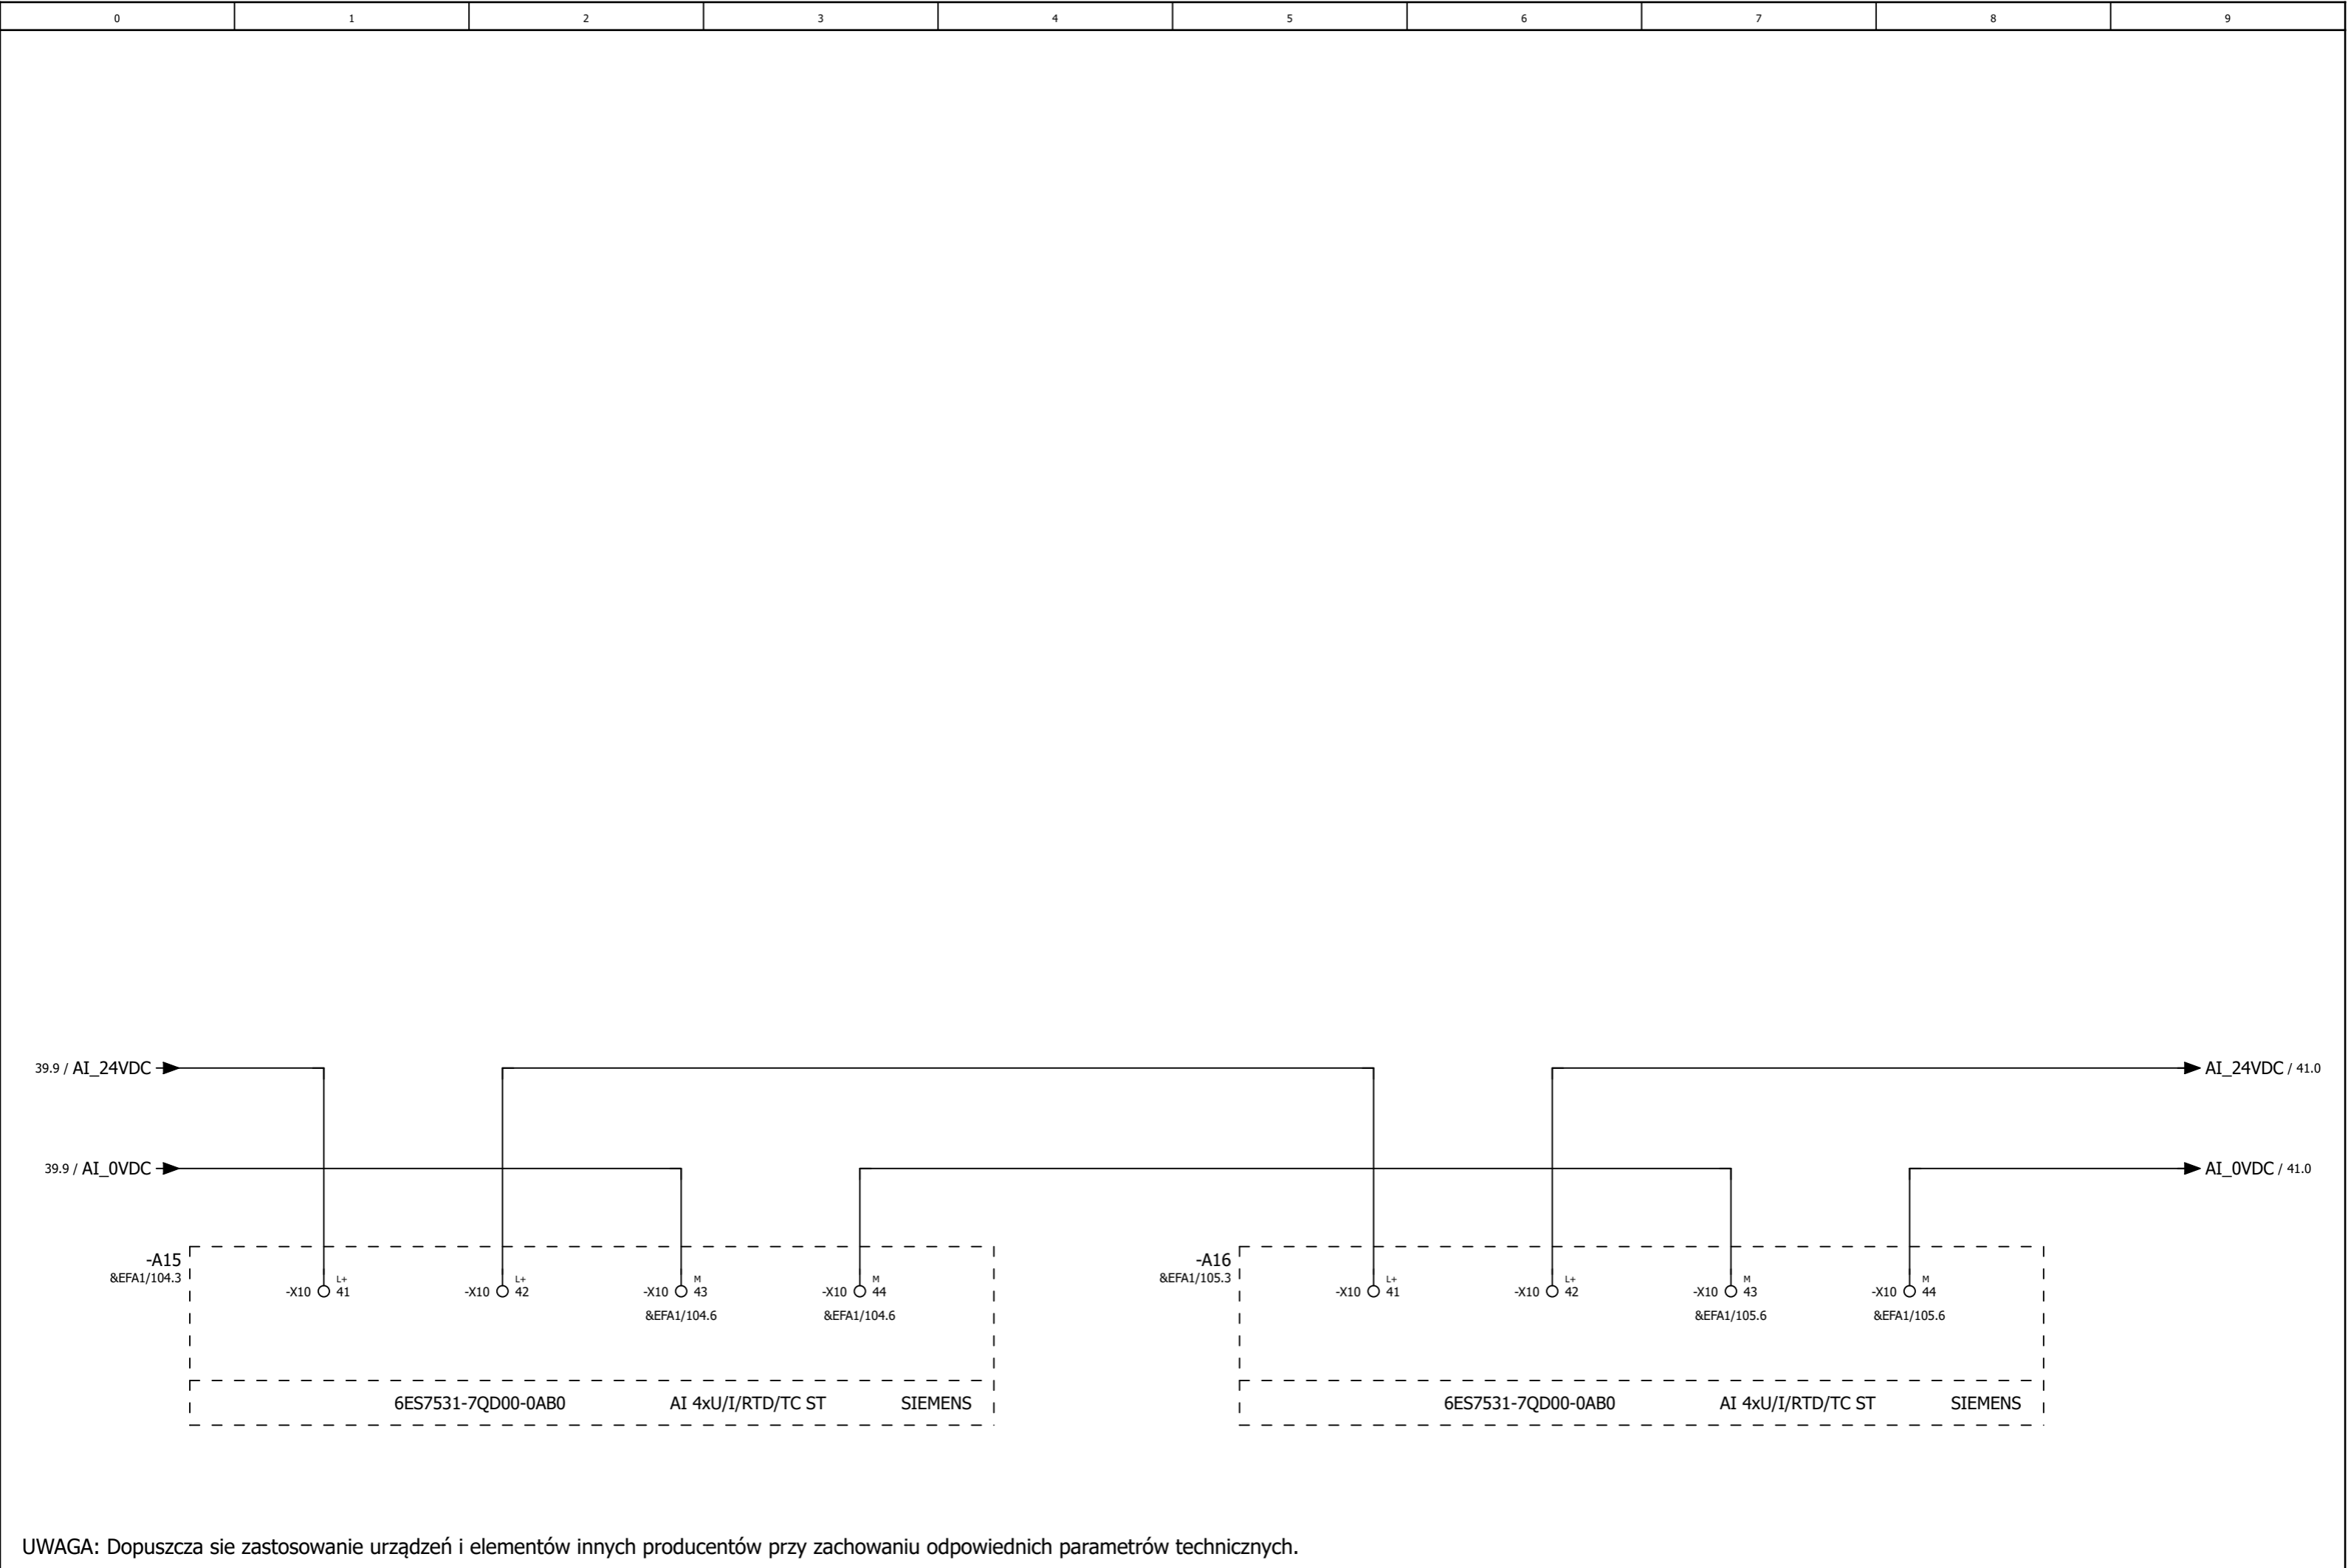 0 1 2 3 4 5 6 7 8 9
39.9 / AI_24VDC AI_24VDC / 41.0
39.9 / AI_0VDC AI_0VDC / 41.0
-A15 -A16
&EFA1/104.3 &EFA1/105.3
L+ L+ M M L+ L+ M M
-X10 41 -X10 42 -X10 43 -X10 44 -X10 41 -X10 42 -X10 43 -X10 44
&EFA1/104.6 &EFA1/104.6 &EFA1/105.6 &EFA1/105.6
6ES7531-7QD00-0AB0 AI 4xU/I/RTD/TC ST SIEMENS 6ES7531-7QD00-0AB0 AI 4xU/I/RTD/TC ST SIEMENS
UWAGA: Dopuszcza sie zastosowanie urządzeń i elementów innych producentów przy zachowaniu odpowiednich parametrów technicznych.